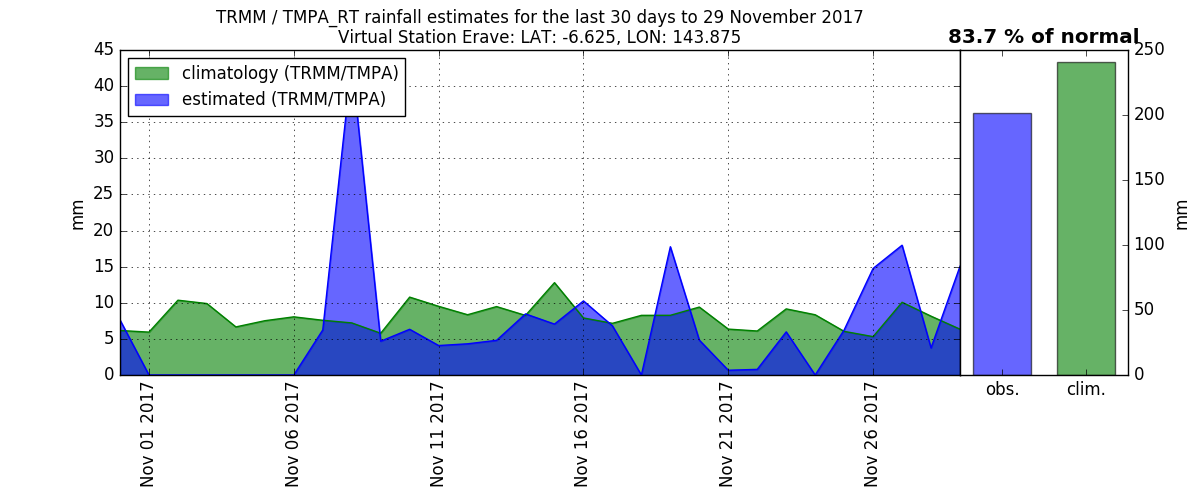 TRMM / TMPA_RT rainfall estimates for the last 30 days to 29 November 2017
Virtual Station Erave: LAT: -6.625, LON: 143.875
83.7 % of normal
climatology (TRMM/TMPA)
estimated (TRMM/TMPA)
45
40
35
30
25
20
15
10
5
0
mm
Nov 01 2017
Nov 06 2017
Nov 11 2017
Nov 16 2017
Nov 21 2017
Nov 26 2017
obs.
clim.
250
200
150
100
50
0
mm